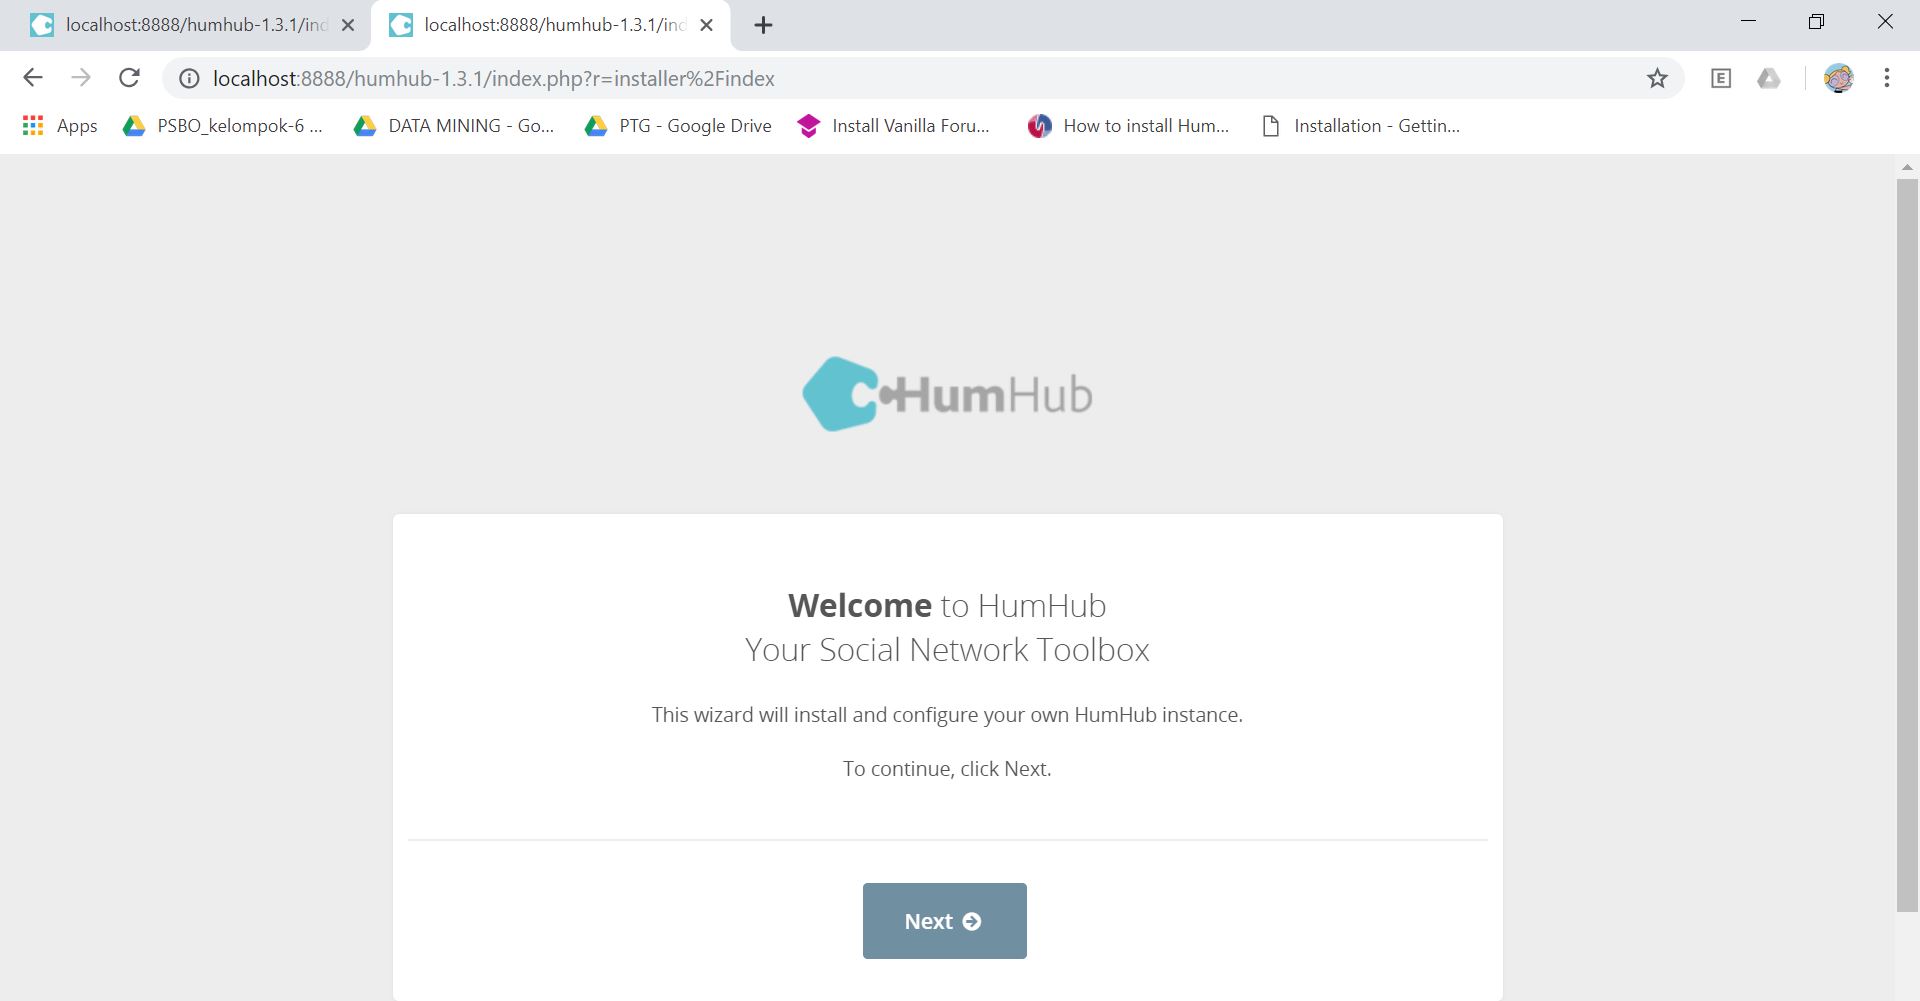 localhost:8888/humhub-1.3.1/ind
localhost:8888/humhub-1.3.1/ind
localhost:8888/humhub-1.3.1/index.php?r=installer%2Findex
E
Apps
PSBO_kelompok-6 ...
DATA MINING - Go...
PTG - Google Drive
Install Vanilla Foru...
How to install Hum...
Installation - Gettin...
HumHub
Welcome to HumHub
Your Social Network Toolbox
This wizard will install and configure your own HumHub instance.
To continue, click Next.
Next